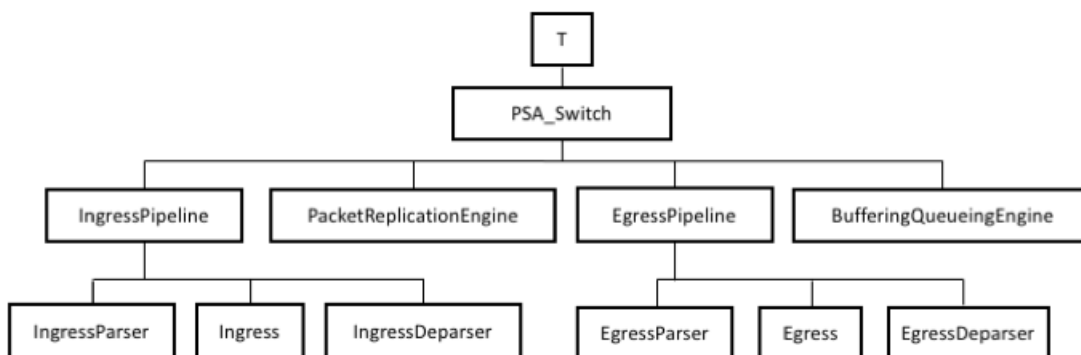 T
PSA_Switch
IngressPipeline
PacketReplicationEngine
EgressPipeline
BufferingQueueingEngine
IngressParser
Ingress
IngressDeparser
EgressParser
Egress
EgressDeparser